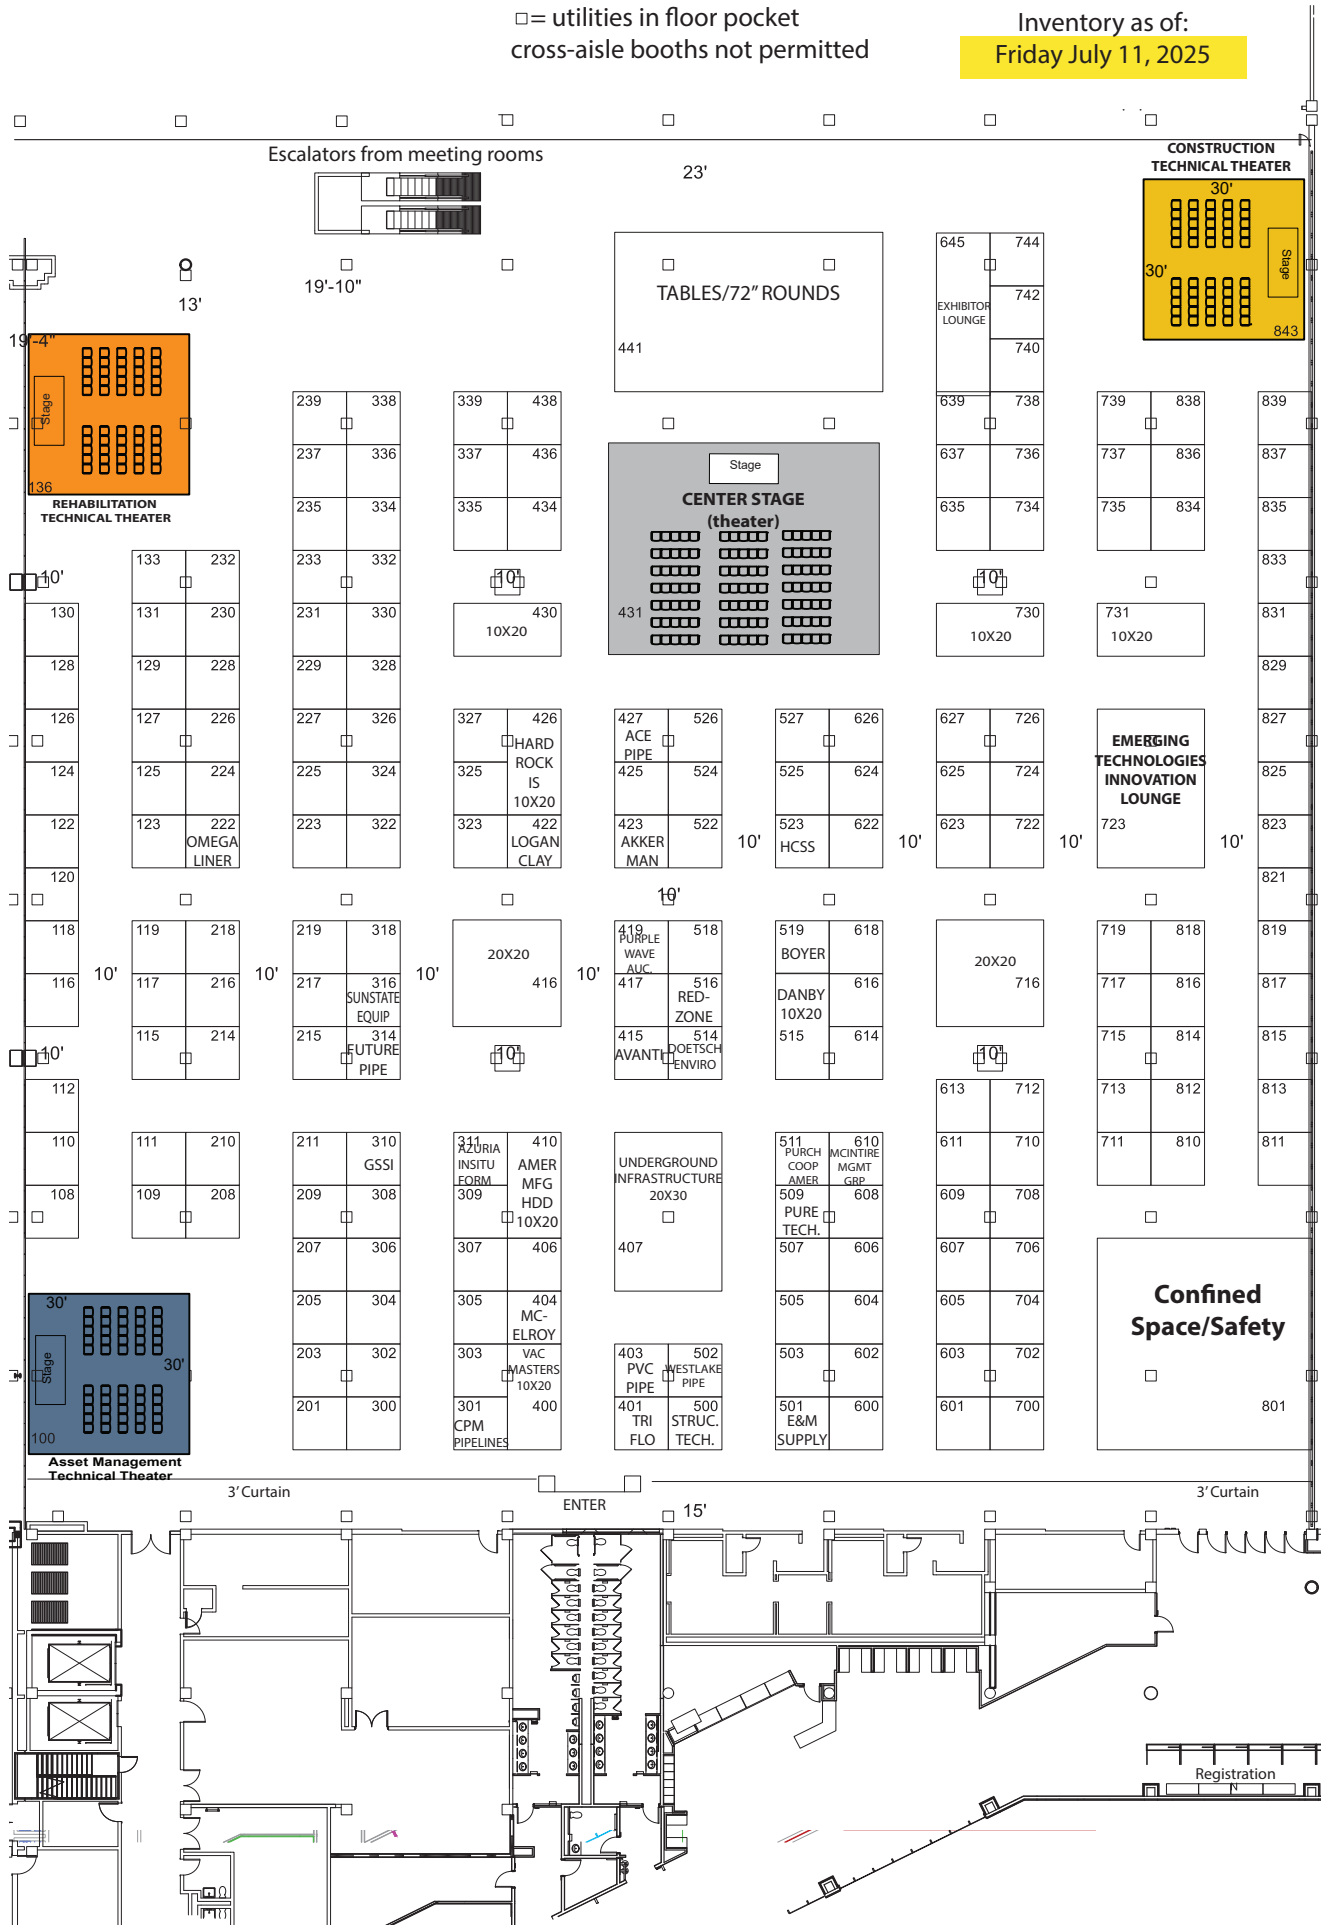 □= utilities in floor pocket
cross-aisle booths not permitted
Inventory as of:
Friday July 11, 2025
Escalators from meeting rooms
23'
CONSTRUCTION
TECHNICAL THEATER
30'
30'
Stage
843
13'
19'-10"
TABLES/72" ROUNDS
441
645 744
EXHIBITOR
LOUNGE
742
740
19'-4"
Stage
136
REHABILITATION
TECHNICAL THEATER
239 338 339 438 639 738 739 838 839
237 336 337 436 637 736 737 836 837
235 334 335 434 635 734 735 834 835
Stage
CENTER STAGE
(theater)
431
133 232 233 332 833
10' 10' 10'
130 131 230 231 330 430 730 731 831
10X20 10X20 10X20
128 129 228 229 328 829
126 127 226 227 326 327 426 427 526 527 626 627 726 827
HARD
ROCK
IS
10X20
ACE
PIPE
EMERGING
TECHNOLOGIES
INNOVATION
LOUNGE
723
124 125 224 225 324 325 425 524 525 624 625 724 825
122 123 222 223 322 323 422 423 522 523 622 623 722 823
OMEGA
LINER
LOGAN
CLAY
AKKER
MAN
HCSS
10' 10' 10' 10'
120 821
10'
118 119 218 219 318 419 518 519 618 719 818 819
20X20
PURPLE
WAVE
AUC.
BOYER
20X20
10' 10' 10' 10'
116 117 216 217 316 416 417 516 616 716 717 816 817
SUNSTATE
EQUIP
RED-
ZONE
DANBY
10X20
115 214 215 314 415 514 515 614 715 814 815
FUTURE
PIPE
AVANTI
DOETSCH
ENVIRO
10' 10' 10'
112 613 712 713 812 813
110 111 210 211 310 311 410 511 610 611 710 711 810 811
GSSI
AZURIA
INSITU
FORM
AMER
MFG
HDD
10X20
UNDERGROUND
INFRASTRUCTURE
20X30
407
PURCH
COOP
AMER
MCINTIRE
MGMT
GRP
108 109 208 209 308 309 509 608 609 708
PURE
TECH.
207 306 307 406 507 606 607 706
205 304 305 404 505 604 605 704
MC-
ELROY
Confined
Space/Safety
801
30'
30'
Stage
100
Asset Management
Technical Theater
203 302 303 403 502 503 602 603 702
VAC
MASTERS
10X20
PVC
PIPE
WESTLAKE
PIPE
201 300 301 400 401 500 501 600 601 700
CPM
PIPELINES
TRI
FLO
STRUC.
TECH.
E&M
SUPPLY
3' Curtain
ENTER
15'
3' Curtain
Registration
N